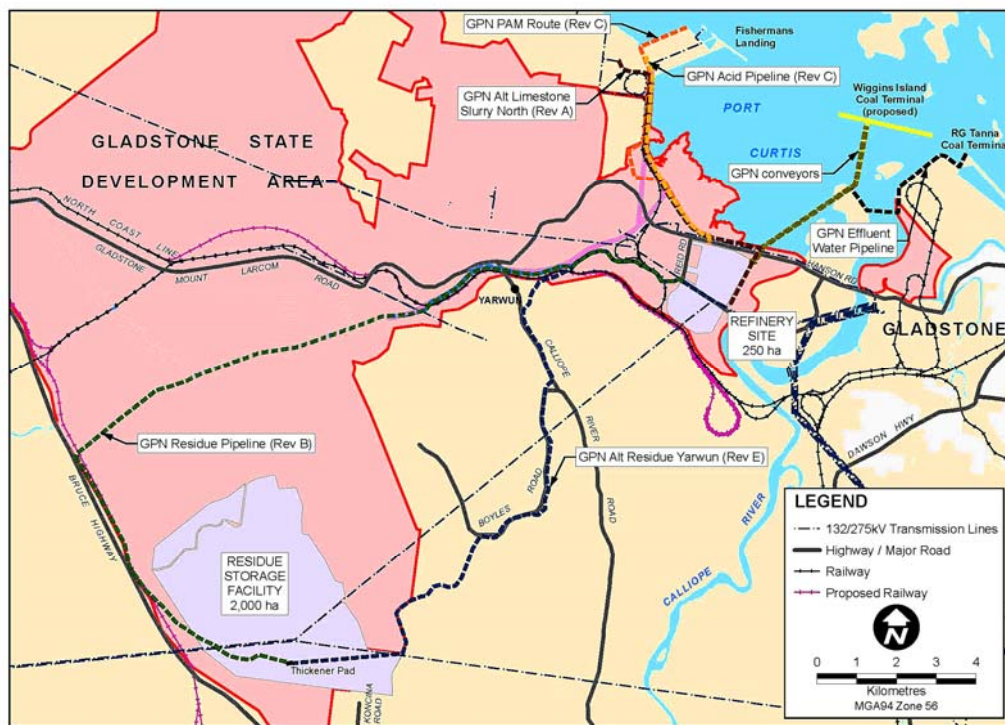 GPN PAM Route (Rev C)
Fishermans
Landing
GPN Acid Pipeline (Rev C)
GPN Alt Limestone
Slurry North (Rev A)
Wiggins Island
Coal Terminal
(proposed)
PORT
CURTIS
RG Tanna
Coal Terminal
GLADSTONE STATE
DEVELOPMENT AREA
GPN conveyors
GPN Effluent
Water Pipeline
NORTH COAST LINE
GLADSTONE MOUNT LARCOM ROAD
REID RD
HANSON RD
YARWUN
REFINERY
SITE
250 ha
GLADSTONE
CALLIOPE RIVER ROAD
GPN Residue Pipeline (Rev B)
GPN Alt Residue Yarwun (Rev E)
DAWSON HWY
BRUCE HIGHWAY
BOYLES ROAD
CALLIOPE RIVER
RESIDUE
STORAGE
FACILITY
2,000 ha
Thickener Pad
KONCINA
ROAD
LEGEND
132/275kV Transmission Lines
Highway / Major Road
Railway
Proposed Railway
N
0 1 2 3 4
Kilometres
MGA94 Zone 56